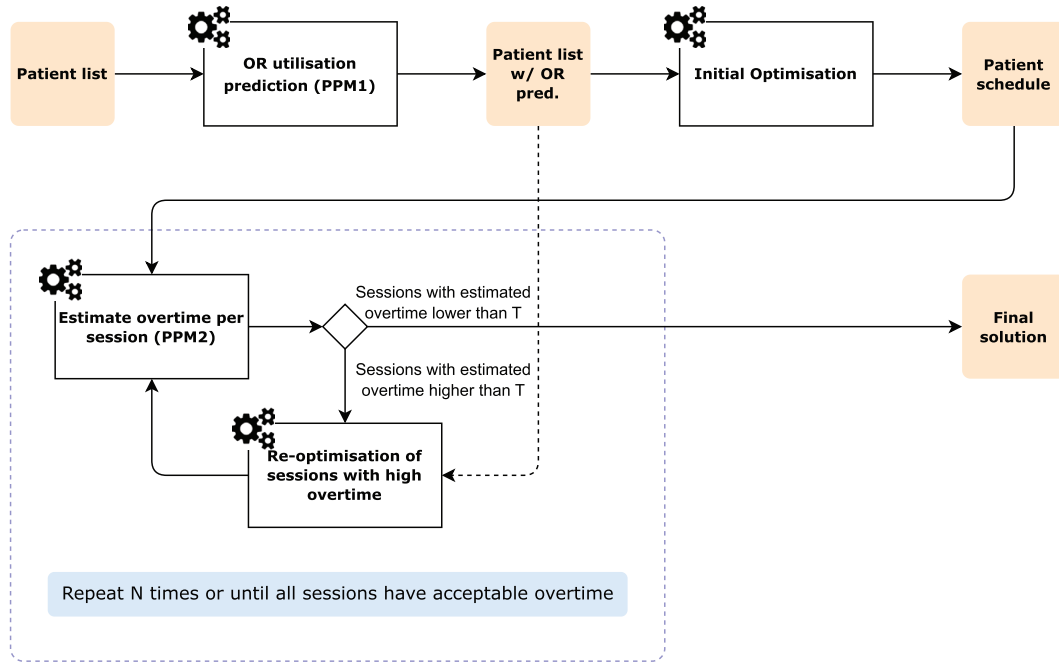 Patient list
OR utilisation
prediction (PPM1)
Patient list
w/ OR
pred.
Initial Optimisation
Patient
schedule
Estimate overtime per
session (PPM2)
Sessions with estimated
overtime lower than T
Final
solution
Sessions with estimated
overtime higher than T
Re-optimisation of
sessions with high
overtime
Repeat N times or until all sessions have acceptable overtime